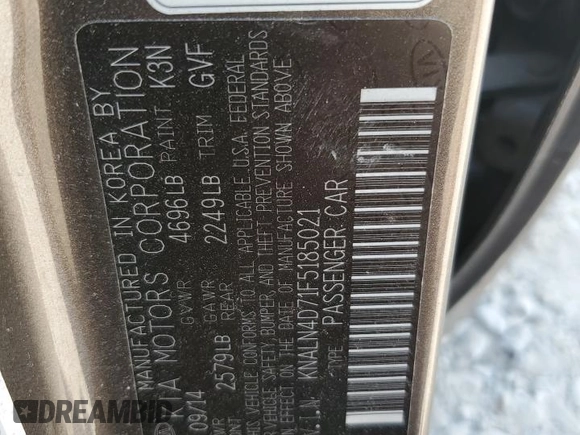 MANUFACTURED IN KOREA BY
KIA MOTORS CORPORATION
09/14 GVWR 4696LB PAINT K3N
GAWR 2579LB GAWR REAR 2249LB TRIM GVF
THIS VEHICLE CONFORMS TO ALL APPLICABLE U.S.A. FEDERAL
MOTOR VEHICLE SAFETY, BUMPER, AND THEFT PREVENTION STANDARDS
IN EFFECT ON THE DATE OF MANUFACTURE SHOWN ABOVE.
V.I.N: KNALN4D71F5185021
TYPE: PASSENGER CAR
KIA
DREAMBID